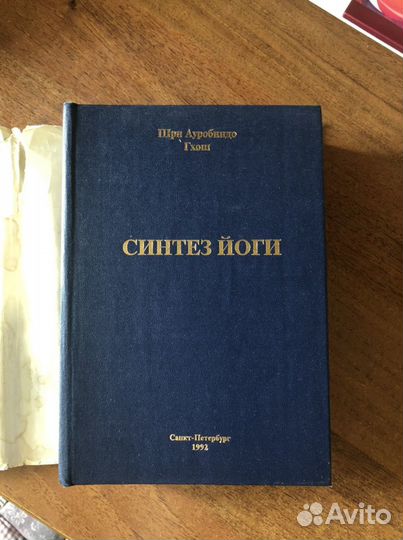 Шри Ауробиндо
Гхош
СИНТЕЗ ЙОГИ
Санкт-Петербург
1992
Avito